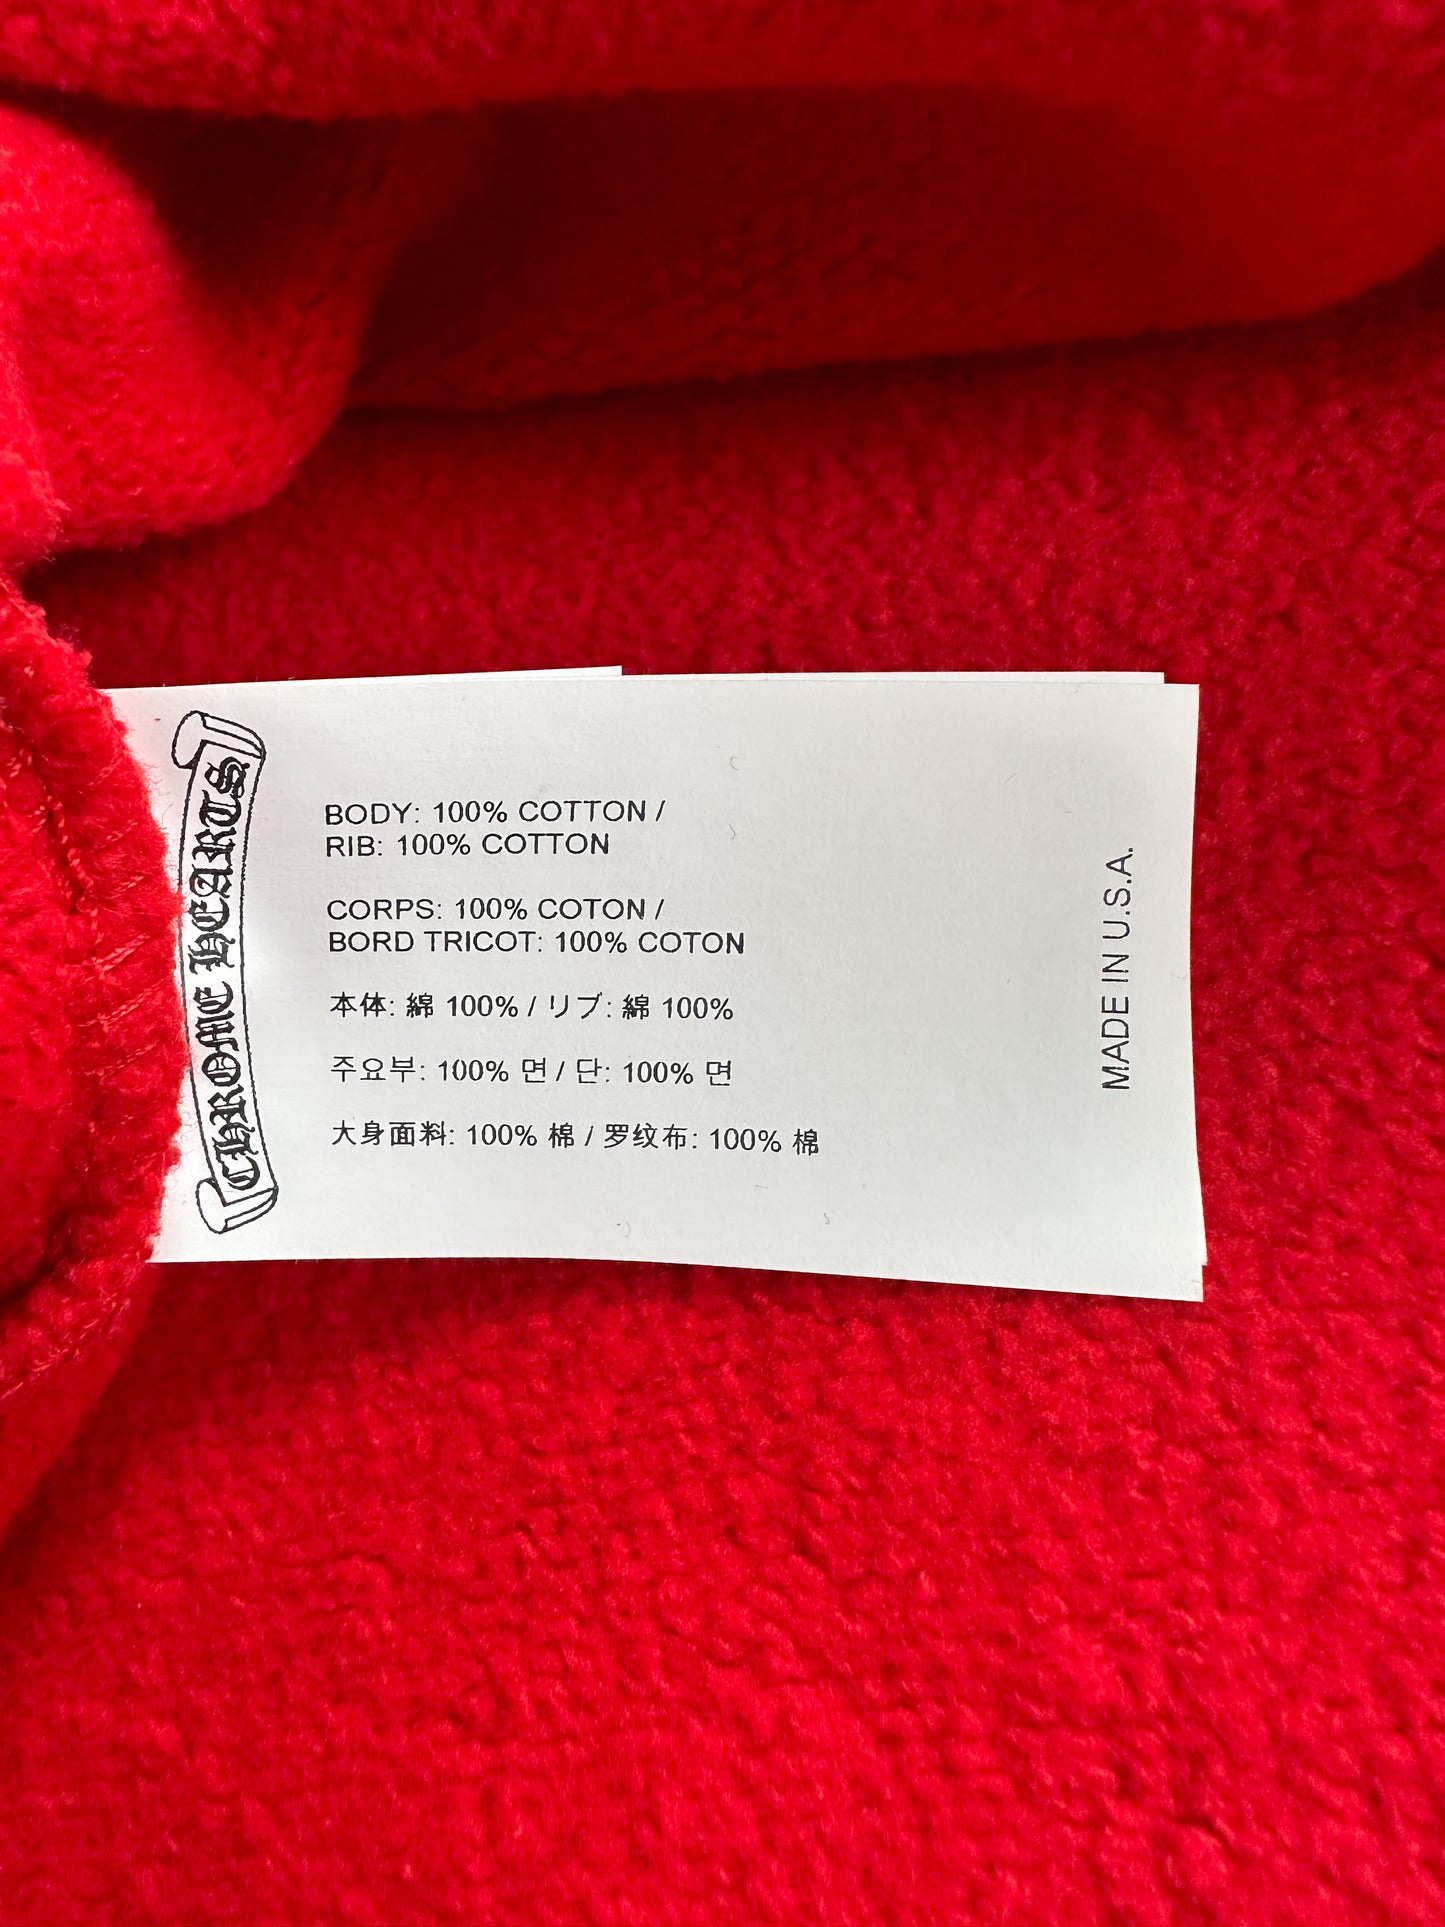 CHROME HEARTS
BODY: 100% COTTON /
RIB: 100% COTTON
CORPS: 100% COTON /
BORD TRICOT: 100% COTON
本体: 綿 100% / リブ: 綿 100%
주요부: 100% 면 / 단: 100% 면
大身面料: 100% 棉 / 罗纹布: 100% 棉
MADE IN U.S.A.